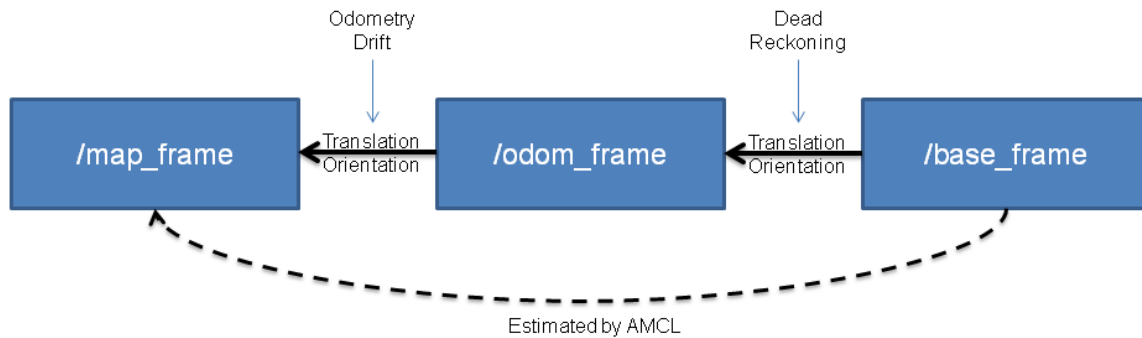 Odometry
Drift
Dead
Reckoning
/map_frame
Translation
Orientation
/odom_frame
Translation
Orientation
/base_frame
Estimated by AMCL